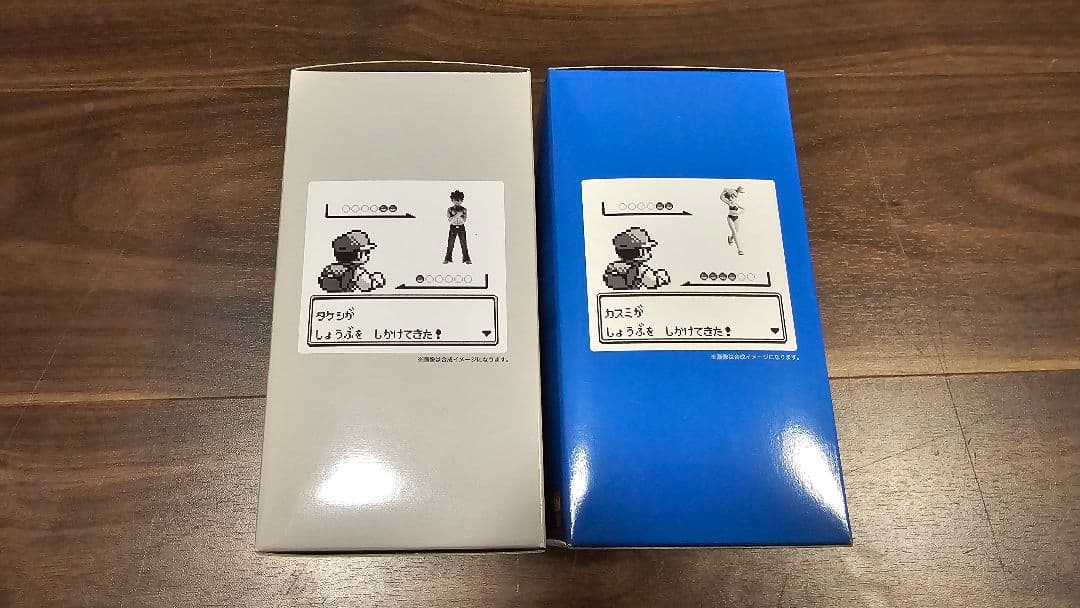 タケシが
しょうぶを しかけてきた!
※画像は合成イメージになります。
カスミが
しょうぶを しかけてきた!
※画像は合成イメージになります。